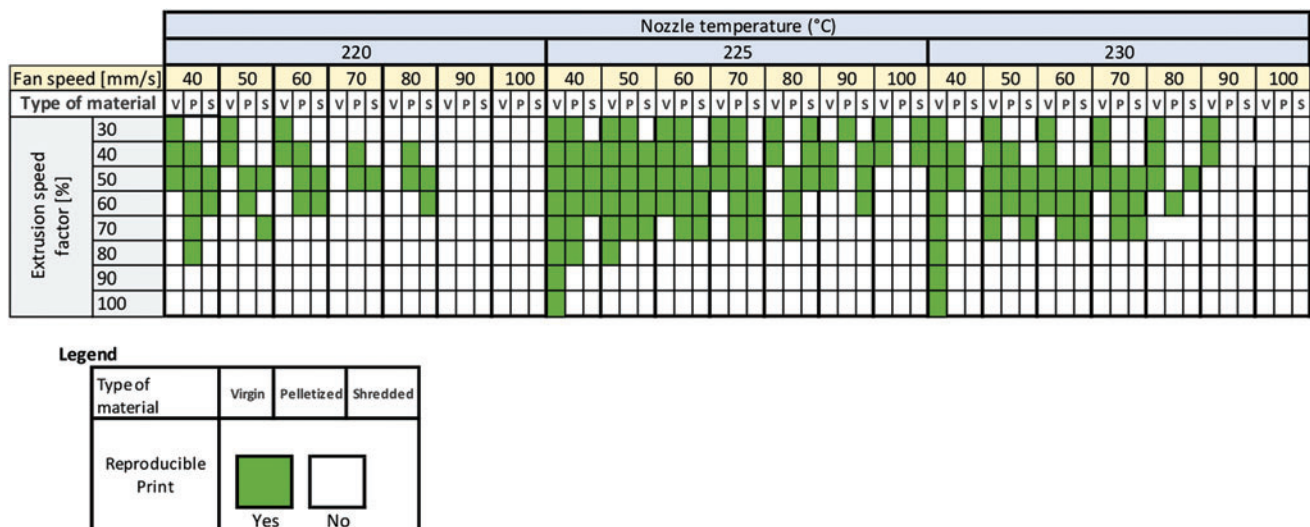 Nozzle temperature (°C)
220 225 230
Fan speed [mm/s] 40 50 60 70 80 90 100 40 50 60 70 80 90 100 40 50 60 70 80 90 100
Type of material V P S V P S V P S V P S V P S V P S V P S V P S V P S V P S V P S V P S V P S V P S V P S V P S V P S V P S V P S V P S V P S
Extrusion speed
factor [%]
30
40
50
60
70
80
90
100
Legend
Type of
material Virgin Pelletized Shredded
Reproducible
Print
Yes No